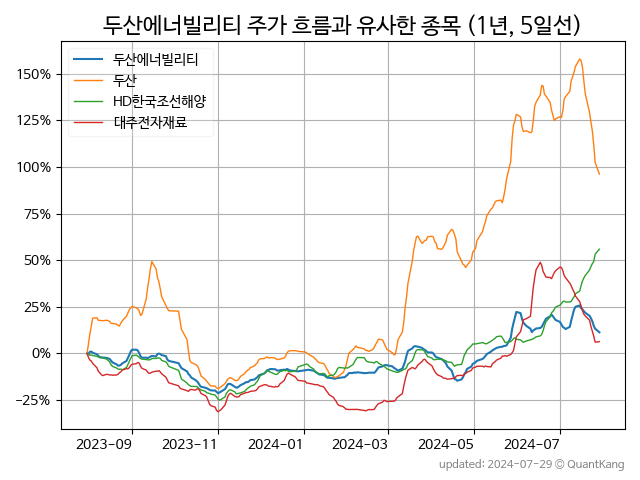 두산에너빌리티 주가 흐름과 유사한 종목 (1년, 5일선)
두산에너빌리티
두산
HD한국조선해양
대주전자재료
150%
125%
100%
75%
50%
25%
0%
−25%
2023-09 2023-11 2024-01 2024-03 2024-05 2024-07
updated: 2024-07-29 © QuantKang